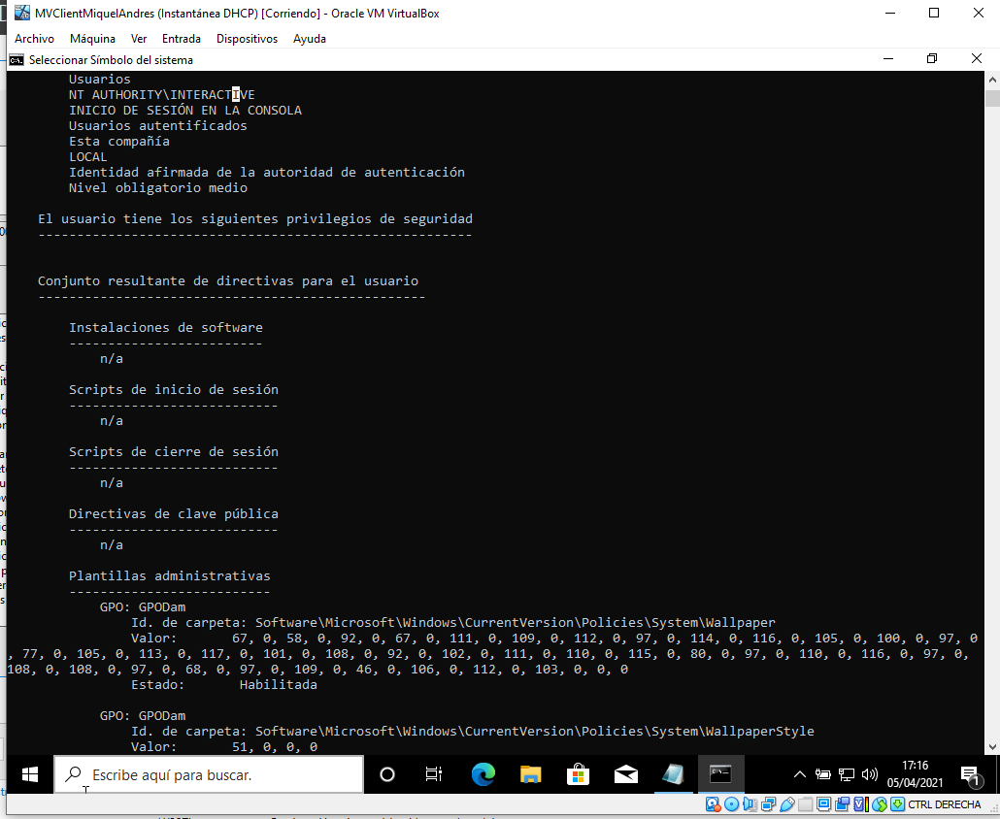 MVClientMiquelAndres (Instantánea DHCP) [Corriendo] - Oracle VM VirtualBox
Archivo Máquina Ver Entrada Dispositivos Ayuda
Seleccionar Símbolo del sistema
Usuarios
NT AUTHORITY\INTERACTIVE
INICIO DE SESIÓN EN LA CONSOLA
Usuarios autentificados
Esta compañía
LOCAL
Identidad afirmada de la autoridad de autenticación
Nivel obligatorio medio
El usuario tiene los siguientes privilegios de seguridad
--------------------------------------------------------
Conjunto resultante de directivas para el usuario
--------------------------------------------------
Instalaciones de software
-------------------------
n/a
Scripts de inicio de sesión
---------------------------
n/a
Scripts de cierre de sesión
---------------------------
n/a
Directivas de clave pública
---------------------------
n/a
Plantillas administrativas
--------------------------
GPO: GPODam
Id. de carpeta: Software\Microsoft\Windows\CurrentVersion\Policies\System\Wallpaper
Valor: 67, 0, 58, 0, 92, 0, 67, 0, 111, 0, 109, 0, 112, 0, 97, 0, 114, 0, 116, 0, 105, 0, 100, 0, 97, 0, 9, 0
, 77, 0, 105, 0, 113, 0, 117, 0, 101, 0, 108, 0, 92, 0, 102, 0, 111, 0, 110, 0, 115, 0, 80, 0, 97, 0, 110, 0, 116, 0, 97, 0,
108, 0, 108, 0, 97, 0, 68, 0, 97, 0, 109, 0, 46, 0, 106, 0, 112, 0, 103, 0, 0, 0
Estado: Habilitada
GPO: GPODam
Id. de carpeta: Software\Microsoft\Windows\CurrentVersion\Policies\System\WallpaperStyle
Valor: 51, 0, 0, 0
Escribe aquí para buscar.
17:16
05/04/2021
1
CTRL DERECHA